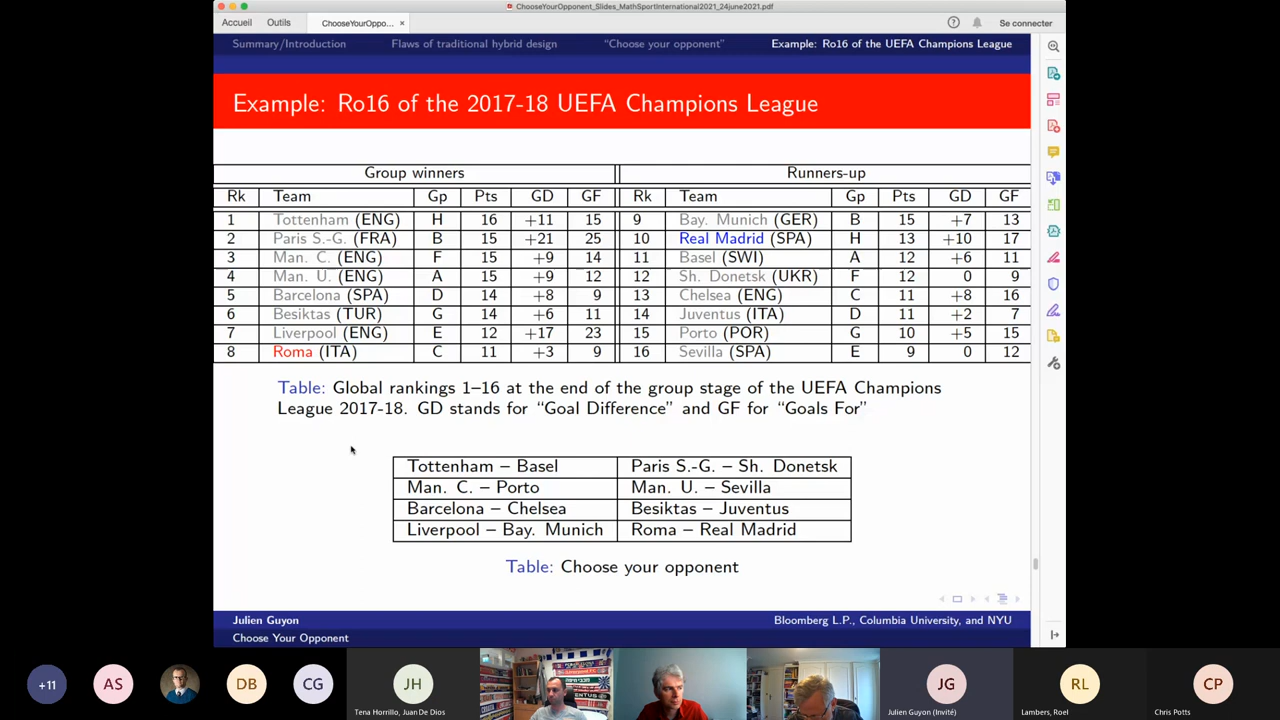 ChooseYourOpponent_Slides_MathSportInternational2021_24june2021.pdf
Accueil Outils ChooseYourOppo... × Se connecter
Summary/Introduction Flaws of traditional hybrid design “Choose your opponent” Example: Ro16 of the UEFA Champions League
Example: Ro16 of the 2017-18 UEFA Champions League
Group winners Runners-up
Rk Team Gp Pts GD GF Rk Team Gp Pts GD GF
1 Tottenham (ENG) H 16 +11 15 9 Bay. Munich (GER) B 15 +7 13
2 Paris S.-G. (FRA) B 15 +21 25 10 Real Madrid (SPA) H 13 +10 17
3 Man. C. (ENG) F 15 +9 14 11 Basel (SWI) A 12 +6 11
4 Man. U. (ENG) A 15 +9 12 12 Sh. Donetsk (UKR) F 12 0 9
5 Barcelona (SPA) D 14 +8 9 13 Chelsea (ENG) C 11 +8 16
6 Besiktas (TUR) G 14 +6 11 14 Juventus (ITA) D 11 +2 7
7 Liverpool (ENG) E 12 +17 23 15 Porto (POR) G 10 +5 15
8 Roma (ITA) C 11 +3 9 16 Sevilla (SPA) E 9 0 12
Table: Global rankings 1–16 at the end of the group stage of the UEFA Champions
League 2017-18. GD stands for “Goal Difference” and GF for “Goals For”
Tottenham – Basel Paris S.-G. – Sh. Donetsk
Man. C. – Porto Man. U. – Sevilla
Barcelona – Chelsea Besiktas – Juventus
Liverpool – Bay. Munich Roma – Real Madrid
Table: Choose your opponent
Julien Guyon Bloomberg L.P., Columbia University, and NYU
Choose Your Opponent
+11 AS DB CG JH JG RL CP
Tena Horrillo, Juan De Dios Julien Guyon (Invité) Lambers, Roel Chris Potts